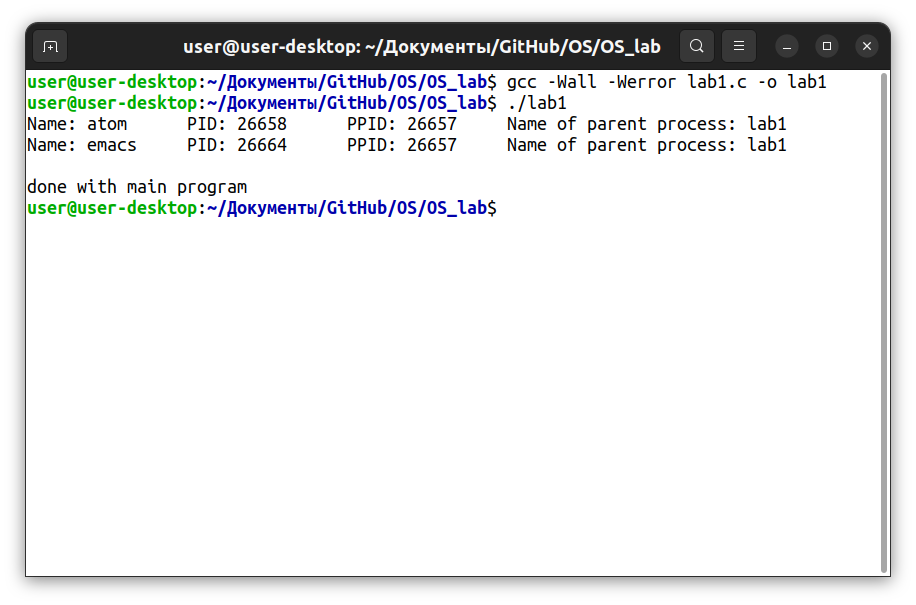 user@user-desktop: ~/Документы/GitHub/OS/OS_lab
user@user-desktop:~/Документы/GitHub/OS/OS_lab$ gcc -Wall -Werror lab1.c -o lab1
user@user-desktop:~/Документы/GitHub/OS/OS_lab$ ./lab1
Name: atom      PID: 26658      PPID: 26657     Name of parent process: lab1
Name: emacs     PID: 26664      PPID: 26657     Name of parent process: lab1
done with main program
user@user-desktop:~/Документы/GitHub/OS/OS_lab$